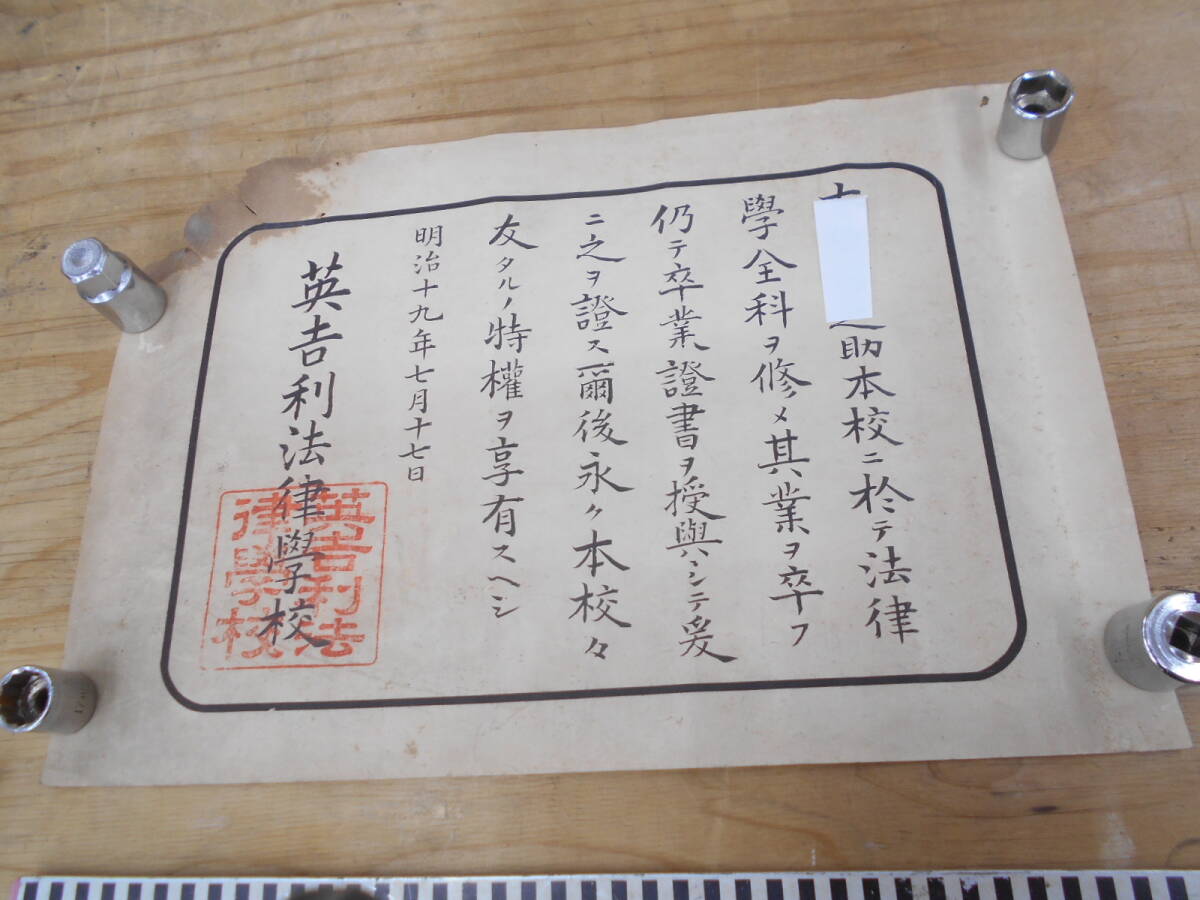 之助本校ニ於テ法律
學全科ヲ修メ其業ヲ卒フ
仍テ卒業證書ヲ授與シテ爰
ニ之ヲ證ス爾後永ク本校々
友タルノ特權ヲ享有スヘシ
明治十九年七月十七日
英吉利法律學校
英吉利法
律學校